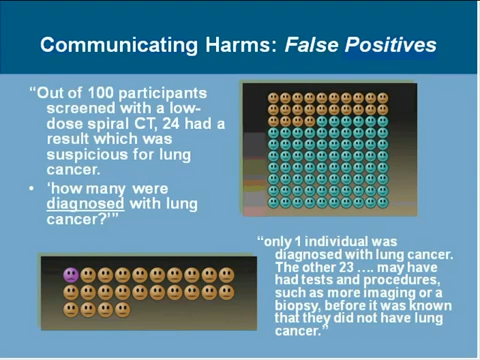 Communicating Harms: False Positives
“Out of 100 participants
screened with a low-
dose spiral CT, 24 had a
result which was
suspicious for lung
cancer.
• ‘how many were
diagnosed with lung
cancer?’”
“only 1 individual was
diagnosed with lung cancer.
The other 23 .... may have
had tests and procedures,
such as more imaging or a
biopsy, before it was known
that they did not have lung
cancer.”